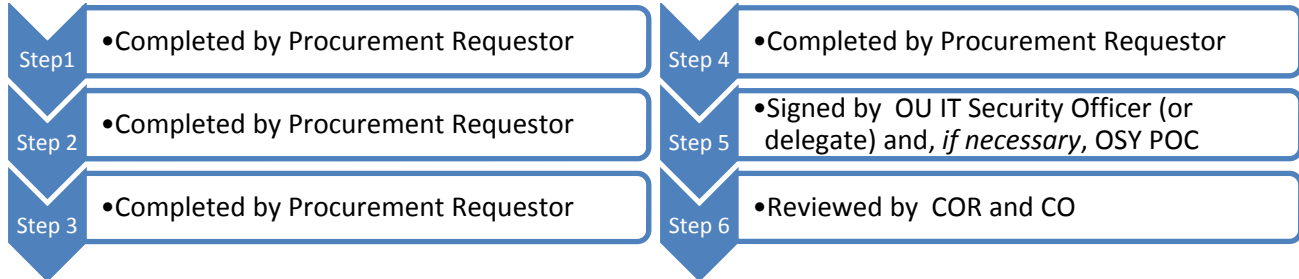 Step1
•Completed by Procurement Requestor
Step 2
•Completed by Procurement Requestor
Step 3
•Completed by Procurement Requestor
Step 4
•Completed by Procurement Requestor
Step 5
•Signed by OU IT Security Officer (or
delegate) and, if necessary, OSY POC
Step 6
•Reviewed by COR and CO